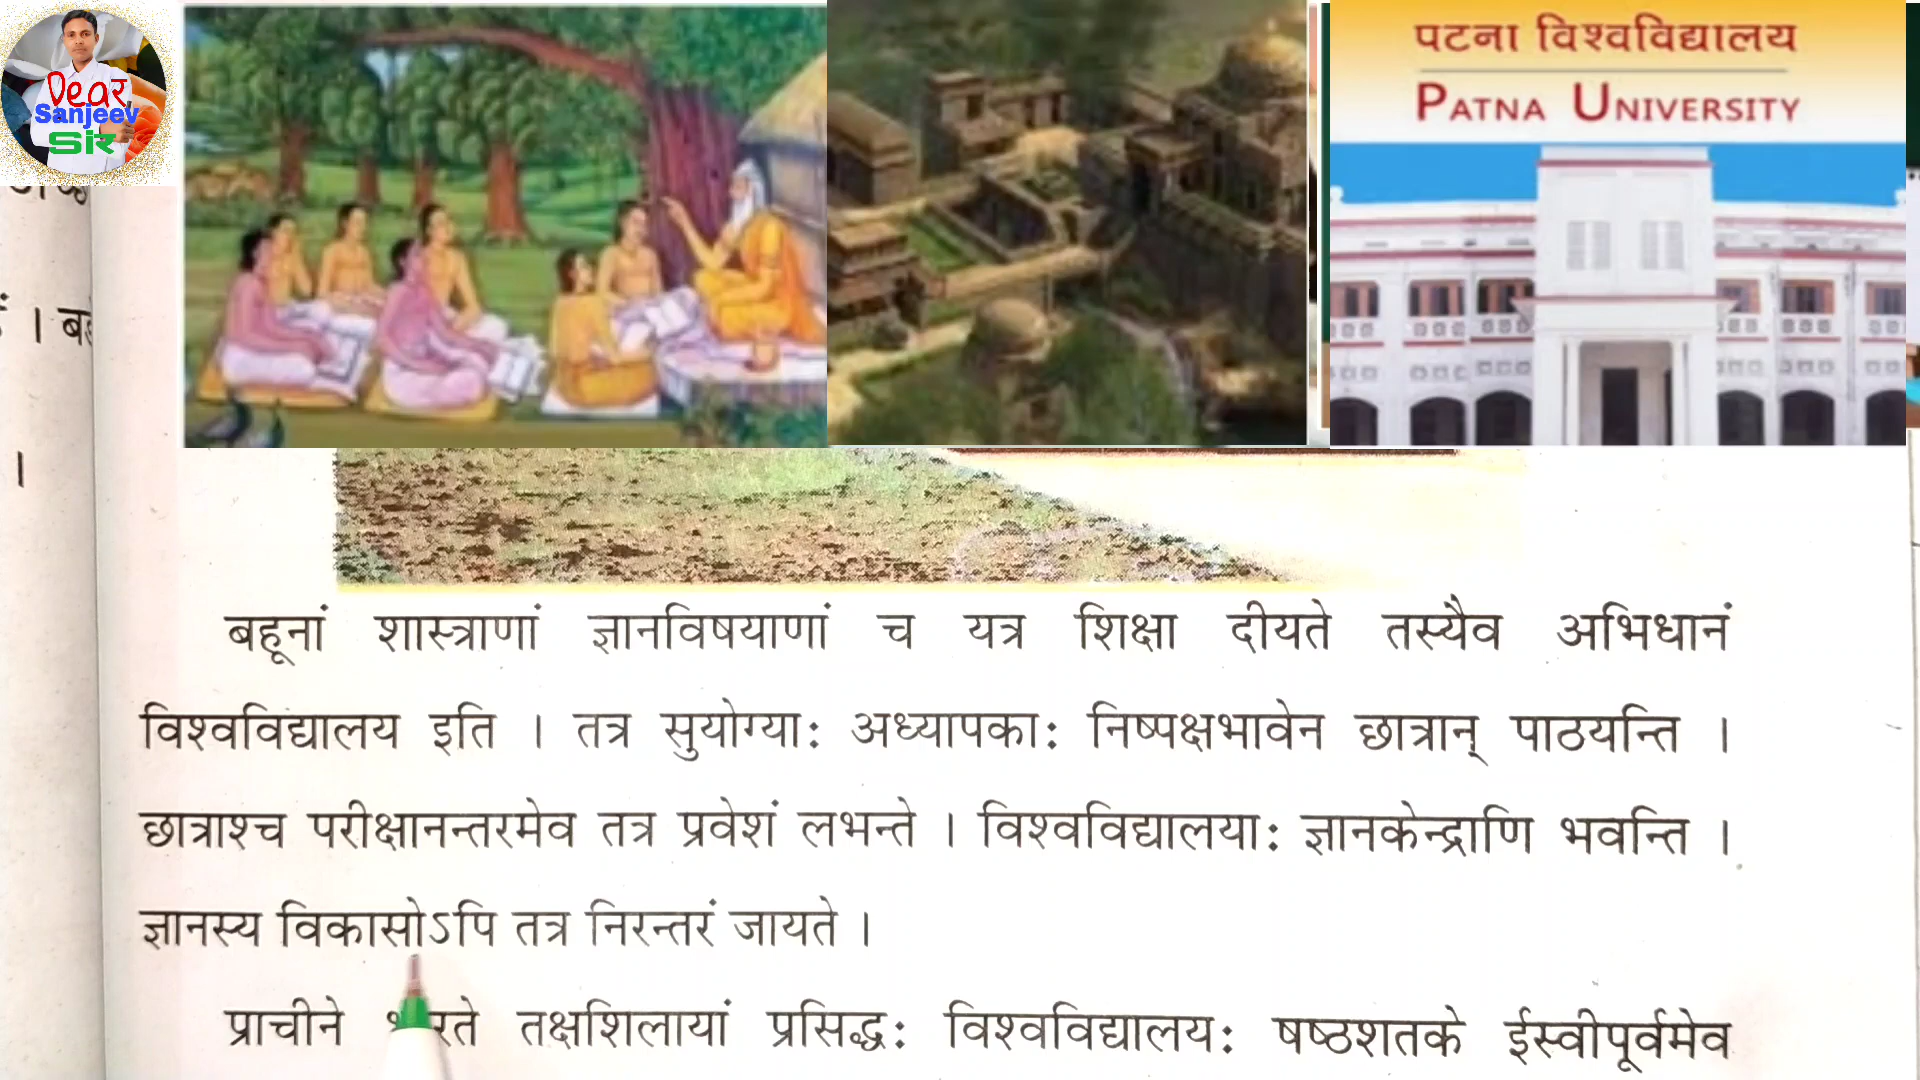 Dear
Sanjeev
Sir
पटना विश्वविद्यालय
PATNA UNIVERSITY
। बड
।
बहूनां शास्त्राणां ज्ञानविषयाणां च यत्र शिक्षा दीयते तस्यैव अभिधानं
विश्वविद्यालय इति । तत्र सुयोग्याः अध्यापकाः निष्पक्षभावेन छात्रान् पाठयन्ति ।
छात्राश्च परीक्षानन्तरमेव तत्र प्रवेशं लभन्ते । विश्वविद्यालयाः ज्ञानकेन्द्राणि भवन्ति ।
ज्ञानस्य विकासोऽपि तत्र निरन्तरं जायते ।
प्राचीने भारते तक्षशिलायां प्रसिद्धः विश्वविद्यालयः षष्ठशतके ईस्वीपूर्वमेव